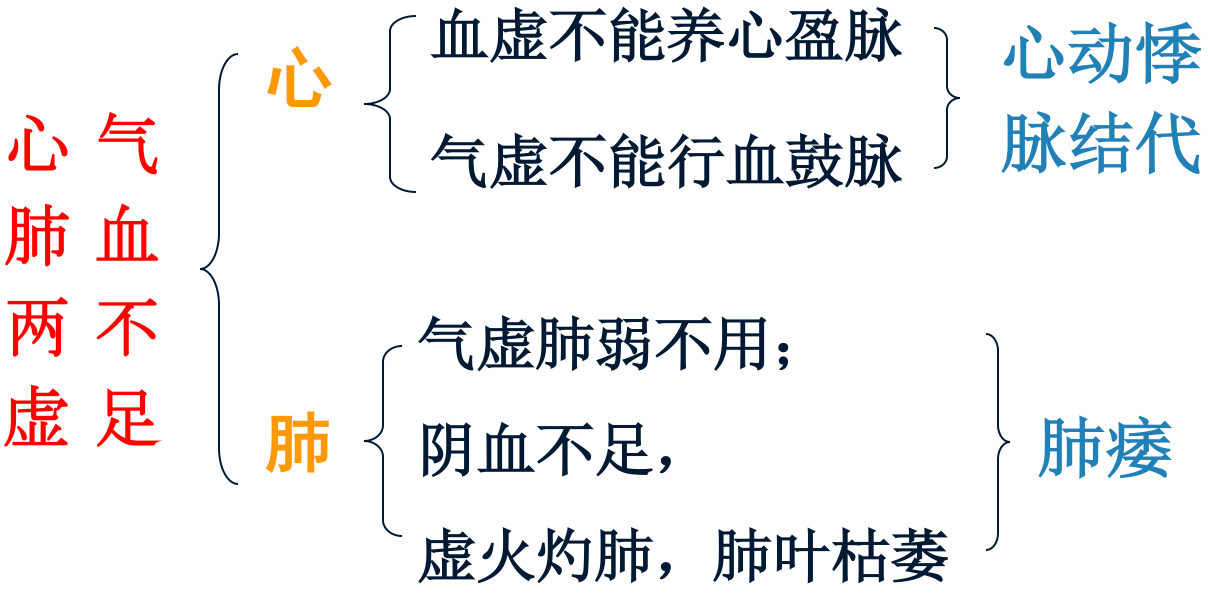 心肺两虚
气血不足
心
血虚不能养心盈脉
气虚不能行血鼓脉
心动悸
脉结代
肺
气虚肺弱不用；
阴血不足，
虚火灼肺，肺叶枯萎
肺痿